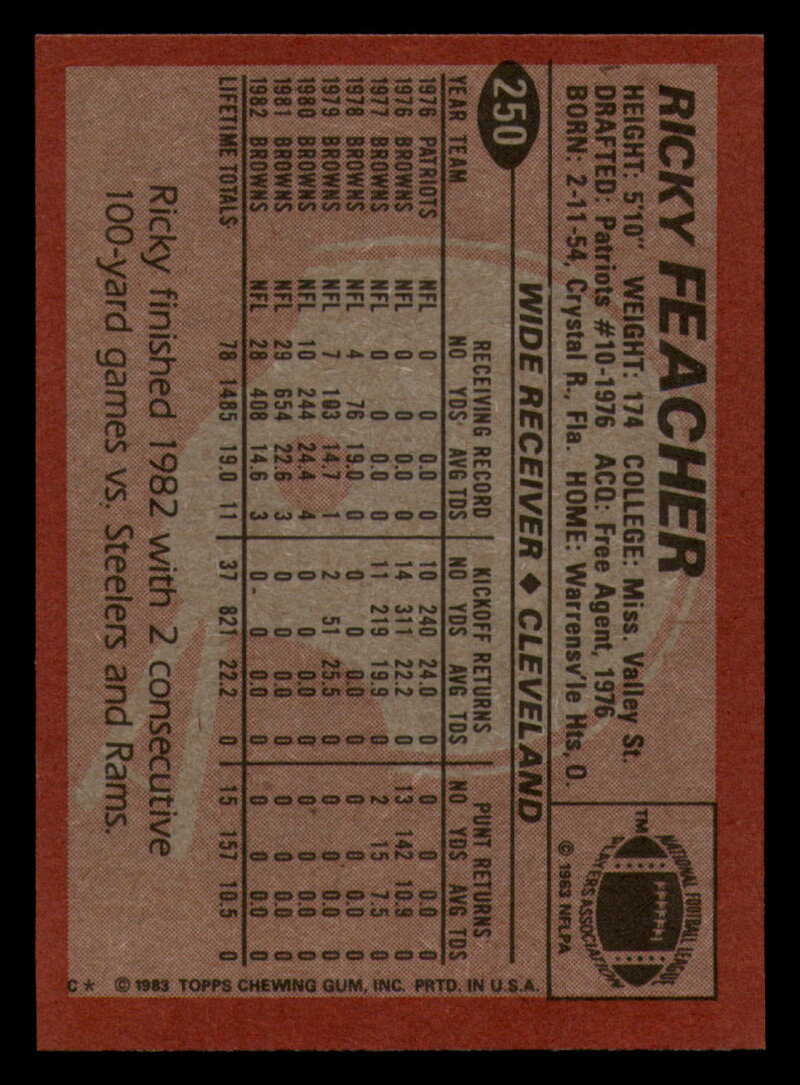 RICKY FEACHER
HEIGHT: 5'10" WEIGHT: 174 COLLEGE: Miss. Valley St.
DRAFTED: Patriots #10-1976 ACQ: Free Agent, 1976
BORN: 2-11-54, Crystal R., Fla. HOME: Warrensv'le Hts, O.
TM
NATIONAL FOOTBALL LEAGUE
PLAYERS ASSOCIATION
© 1983 NFLPA
250
WIDE RECEIVER ♦ CLEVELAND
RECEIVING RECORD KICKOFF RETURNS PUNT RETURNS
YEAR TEAM NO YDS AVG TDS NO YDS AVG TDS NO YDS AVG TDS
1976 PATRIOTS NFL 0 0 0.0 0 10 240 24.0 0 0 0 0.0 0
1976 BROWNS NFL 0 0 0.0 0 14 311 22.2 0 13 142 10.9 0
1977 BROWNS NFL 0 0 0.0 0 11 219 19.9 0 2 15 7.5 0
1978 BROWNS NFL 4 76 19.0 0 0 0 0.0 0 0 0 0.0 0
1979 BROWNS NFL 7 103 14.7 1 2 51 25.5 0 0 0 0.0 0
1980 BROWNS NFL 10 244 24.4 4 0 0 0.0 0 0 0 0.0 0
1981 BROWNS NFL 29 654 22.6 3 0 0 0.0 0 0 0 0.0 0
1982 BROWNS NFL 28 408 14.6 3 0 0 0.0 0 0 0 0.0 0
LIFETIME TOTALS 78 1485 19.0 11 37 821 22.2 0 15 157 10.5 0
Ricky finished 1982 with 2 consecutive
100-yard games vs. Steelers and Rams.
C * © 1983 TOPPS CHEWING GUM, INC. PRTD. IN U.S.A.